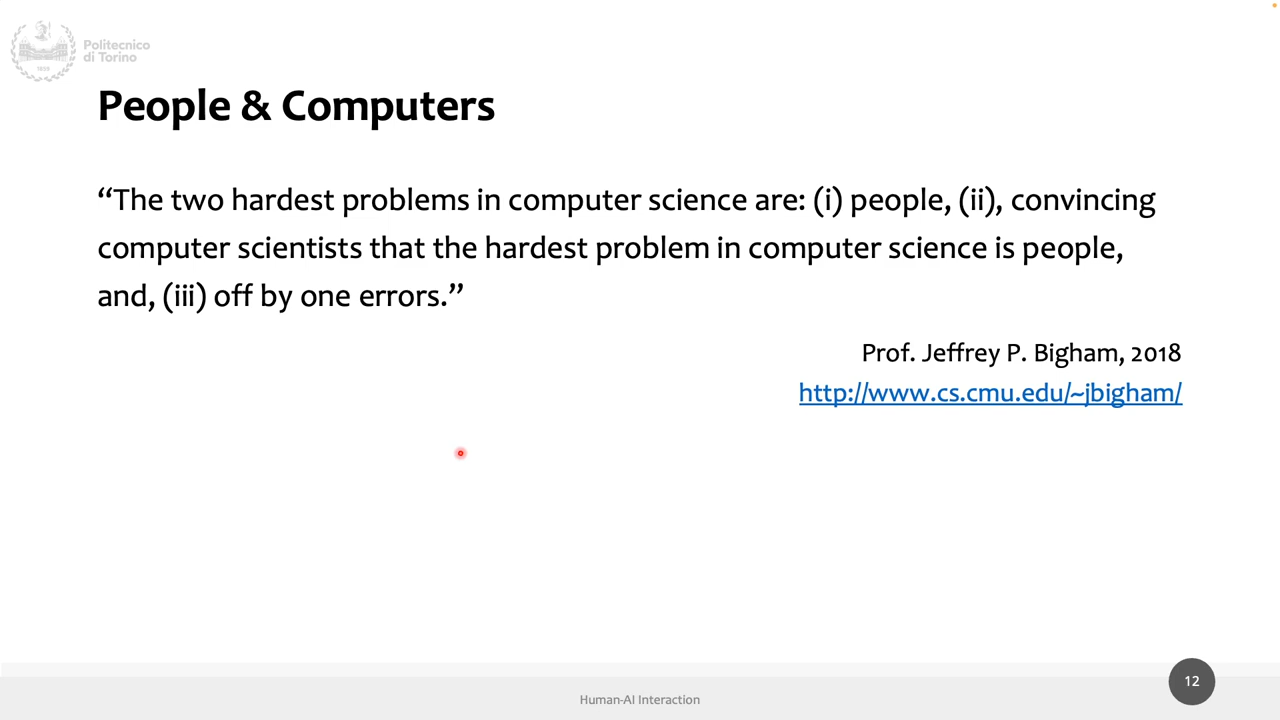 Politecnico
di Torino
1859
People & Computers
“The two hardest problems in computer science are: (i) people, (ii), convincing
computer scientists that the hardest problem in computer science is people,
and, (iii) off by one errors.”
Prof. Jeffrey P. Bigham, 2018
http://www.cs.cmu.edu/~jbigham/
12
Human-AI Interaction